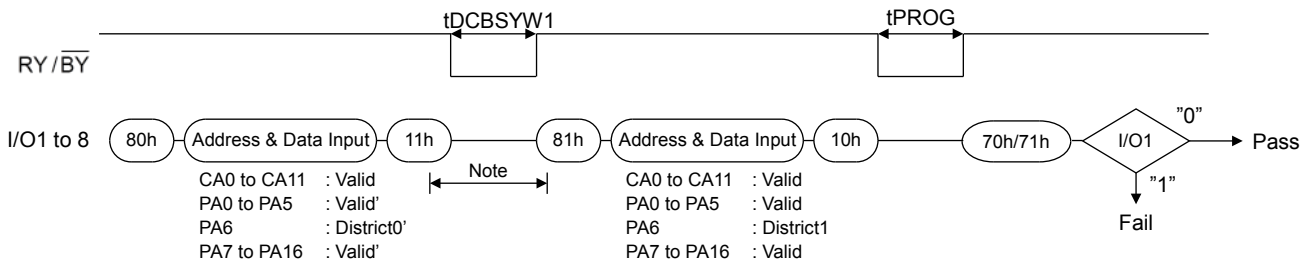 tDCBSYW1 tPROG
RY/BY
I/O1 to 8 80h Address & Data Input 11h 81h Address & Data Input 10h 70h/71h I/O1 "0" Pass
Note "1"
Fail
CA0 to CA11 : Valid
PA0 to PA5 : Valid'
PA6 : District0'
PA7 to PA16 : Valid'
CA0 to CA11 : Valid
PA0 to PA5 : Valid
PA6 : District1
PA7 to PA16 : Valid